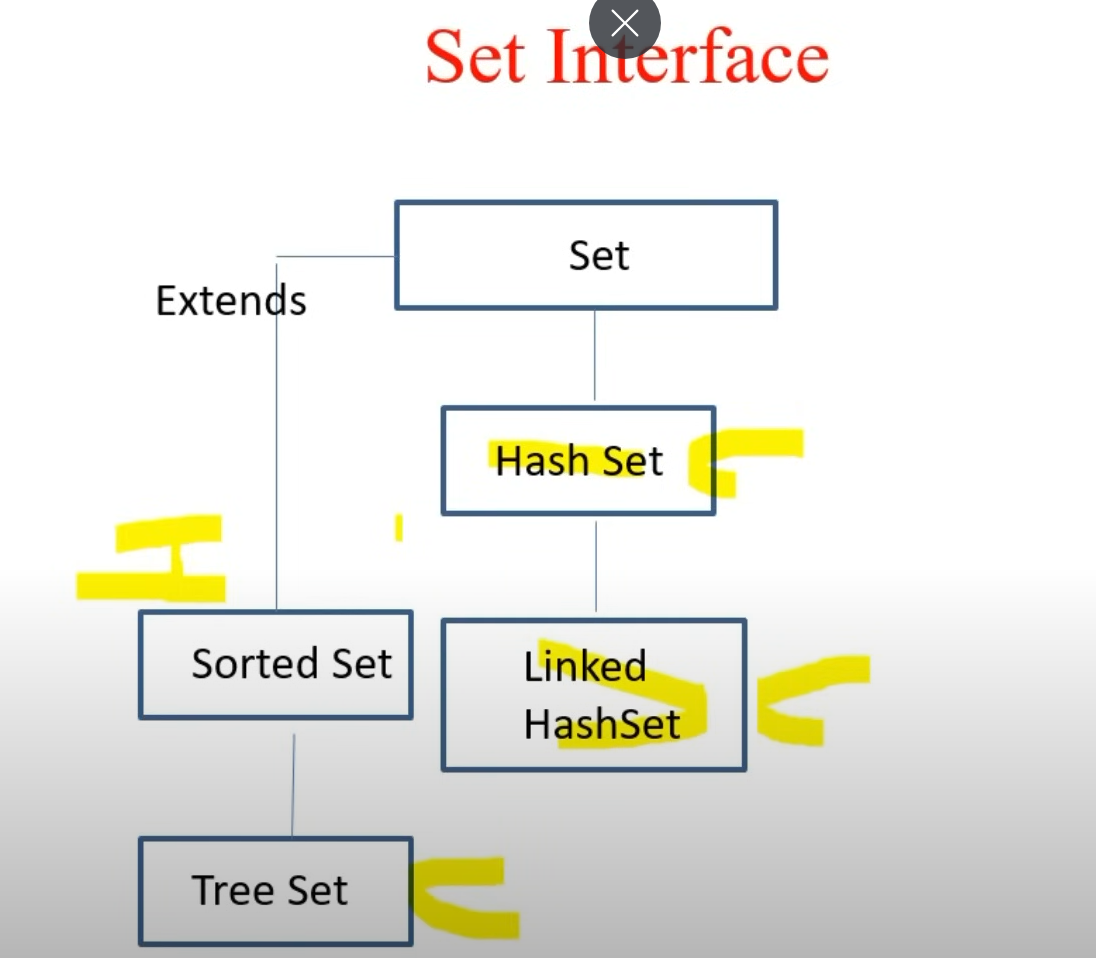 Set Interface
Set
Extends
Hash Set
Sorted Set
Linked
HashSet
Tree Set